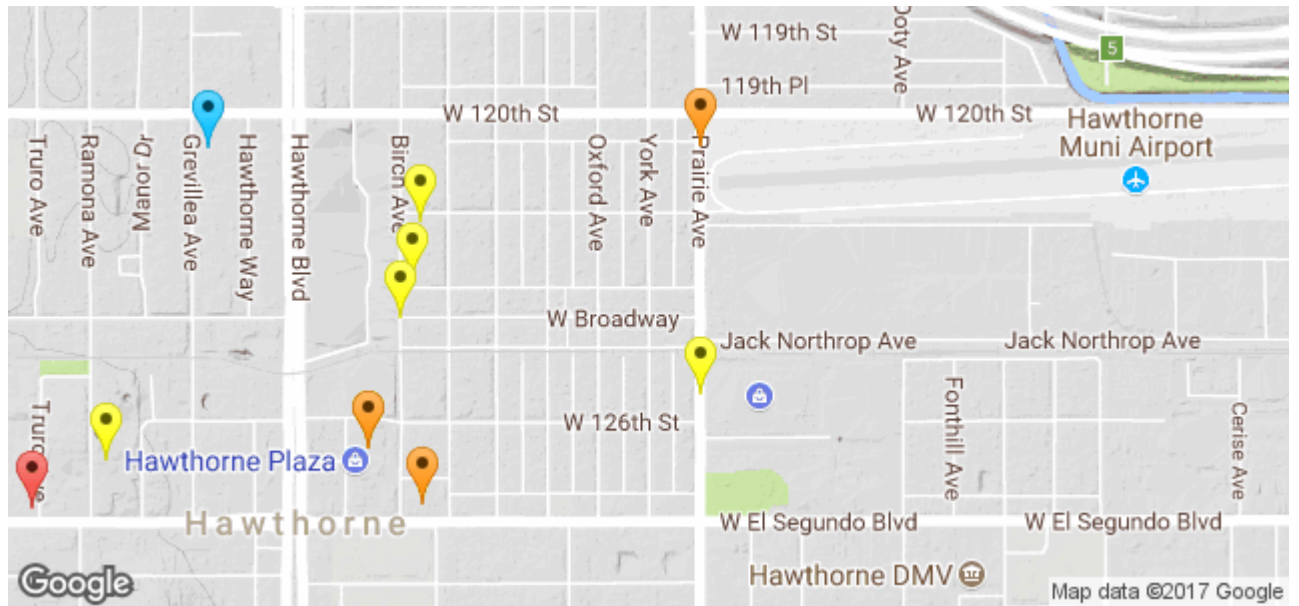 W 119th St
Doty Ave
5
119th Pl
W 120th St
W 120th St
Hawthorne
Muni Airport
Truro Ave
Ramona Ave
Manor Dr
Grevillea Ave
Hawthorne Way
Hawthorne Blvd
Birch Ave
Oxford Ave
York Ave
Prairie Ave
W Broadway
Jack Northrop Ave
Jack Northrop Ave
Truro Ave
W 126th St
Fonthill Ave
Cerise Ave
Hawthorne Plaza
Hawthorne
W El Segundo Blvd
W El Segundo Blvd
Hawthorne DMV
Google
Map data ©2017 Google